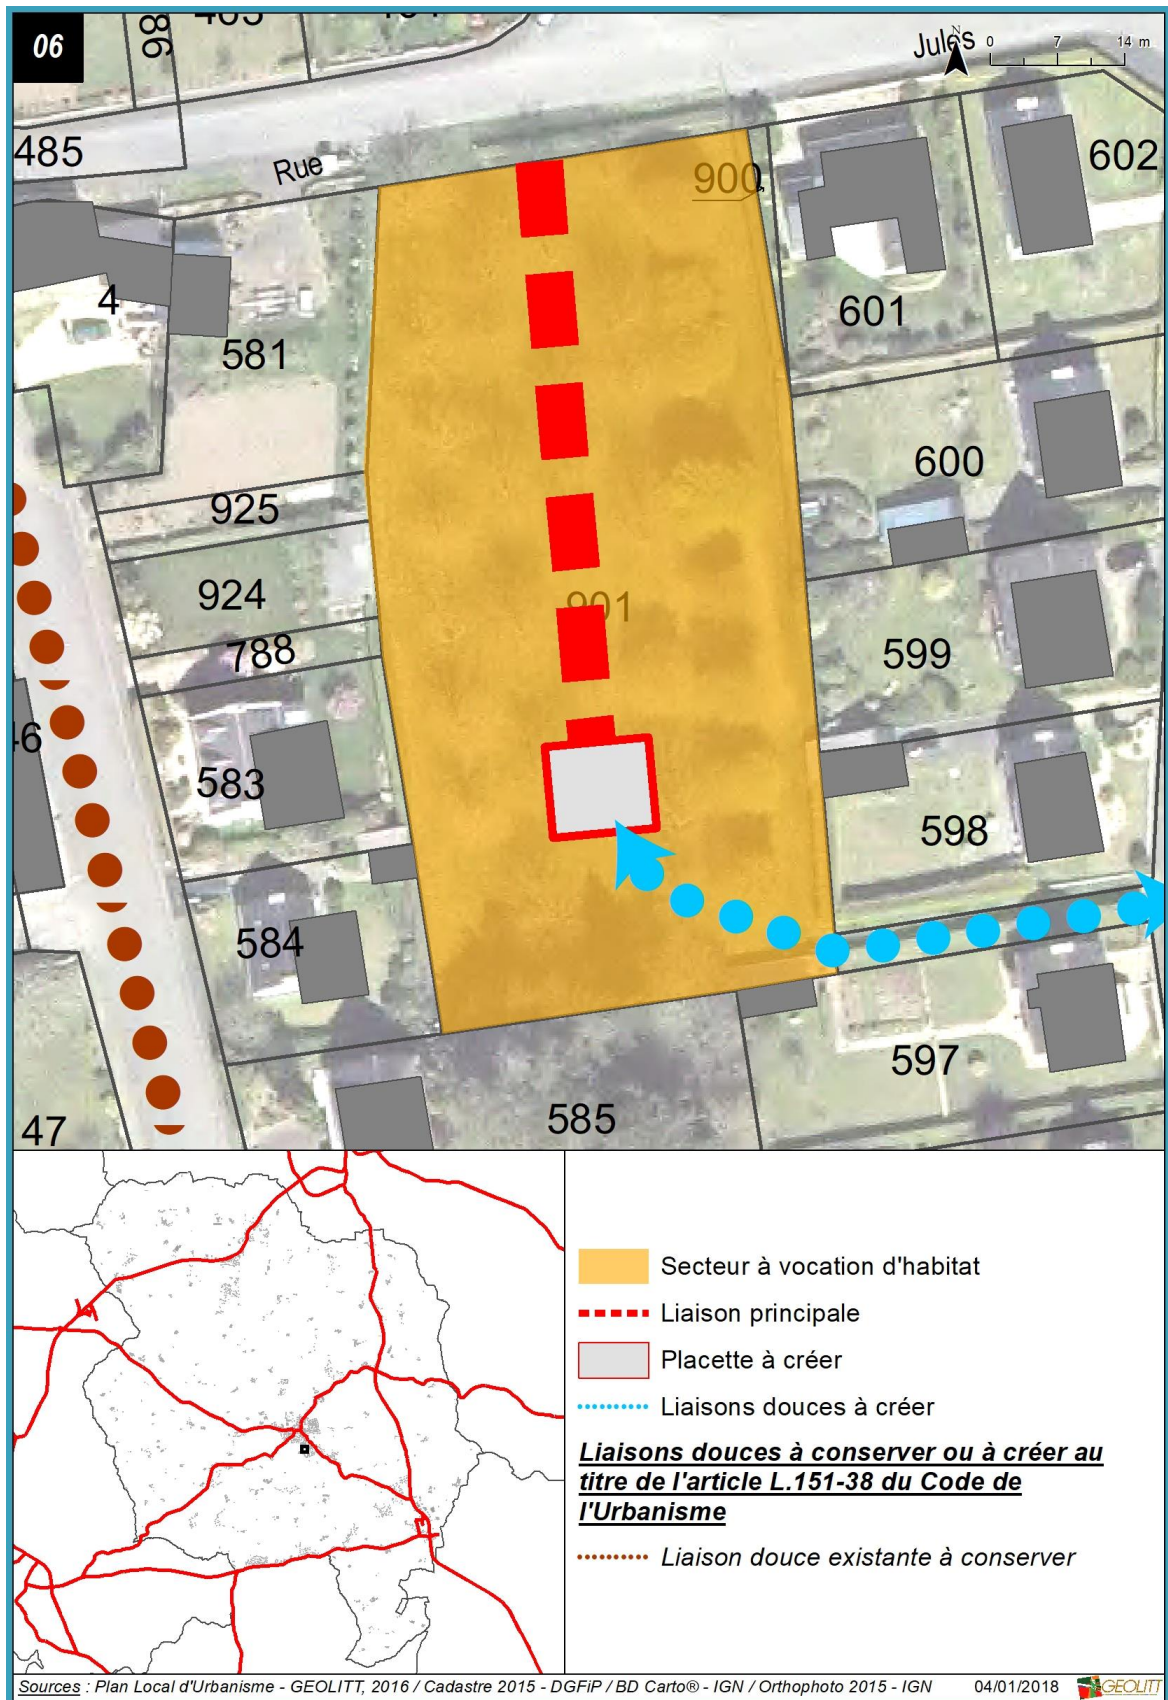 06
86
485
Rue
Jules
N
0 7 14 m
900
602
4
581
601
925
600
924
901
788
599
46
583
598
584
597
47
585
Secteur à vocation d'habitat
Liaison principale
Placette à créer
Liaisons douces à créer
Liaisons douces à conserver ou à créer au
titre de l'article L.151-38 du Code de
l'Urbanisme
Liaison douce existante à conserver
Sources : Plan Local d'Urbanisme - GEOLITT, 2016 / Cadastre 2015 - DGFiP / BD Carto® - IGN / Orthophoto 2015 - IGN 04/01/2018 GEOLITT